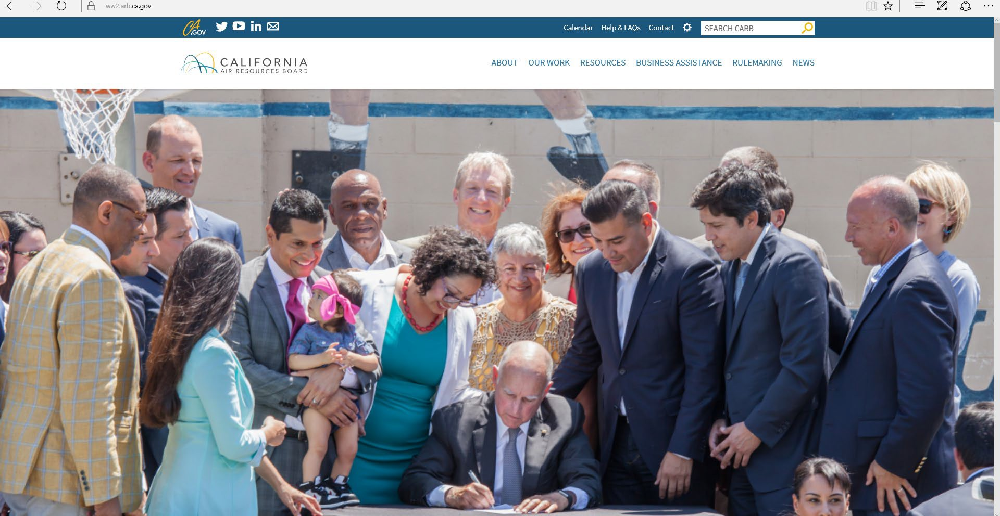 ww2.arb.ca.gov
CA.GOV
Calendar Help & FAQs Contact SEARCH CARB
CALIFORNIA
AIR RESOURCES BOARD
ABOUT OUR WORK RESOURCES BUSINESS ASSISTANCE RULEMAKING NEWS